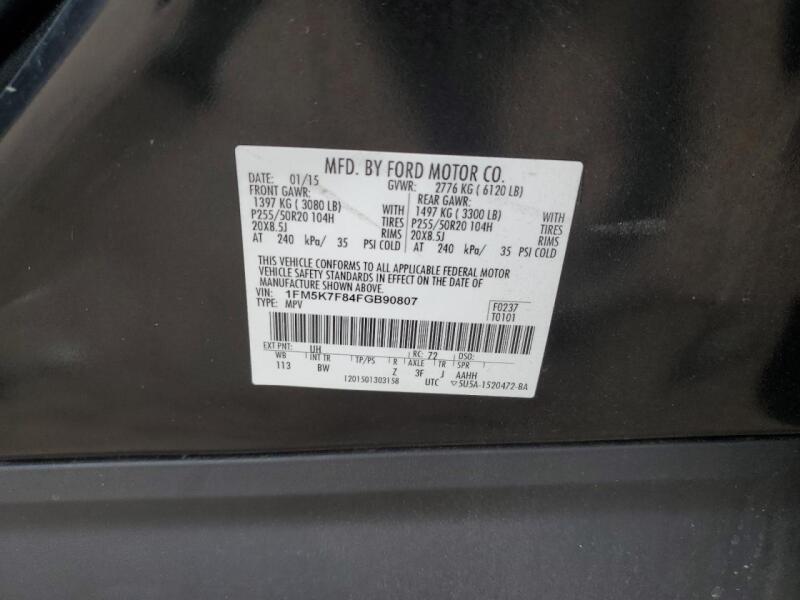 MFD. BY FORD MOTOR CO.
DATE: 01/15 GVWR: 2776 KG ( 6120 LB)
FRONT GAWR: REAR GAWR:
1397 KG ( 3080 LB) WITH 1497 KG ( 3300 LB) WITH
P255/50R20 104H TIRES P255/50R20 104H TIRES
20X8.5J RIMS 20X8.5J RIMS
AT 240 kPa/ 35 PSI COLD AT 240 kPa/ 35 PSI COLD
THIS VEHICLE CONFORMS TO ALL APPLICABLE FEDERAL MOTOR
VEHICLE SAFETY STANDARDS IN EFFECT ON THE DATE OF
MANUFACTURE SHOWN ABOVE.
VIN: 1FM5K7F84FGB90807 F0237
TYPE: MPV T0101
EXT PNT: UH RC: 72 DSO:
WB INT TR TP/PS R AXLE TR SPR
113 BW Z 3F J AAHH
1201501303158 UTC ▽5U5A-1520472-BA